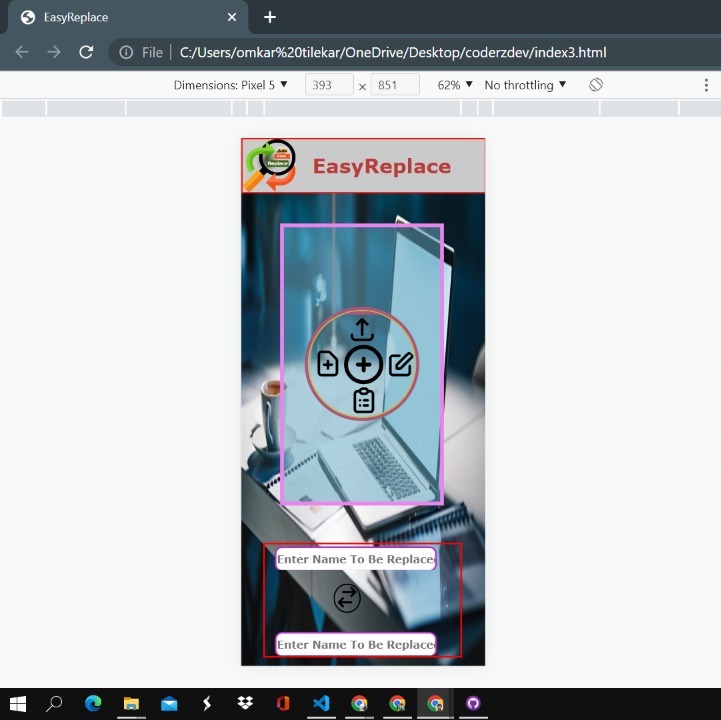 EasyReplace
File
C:/Users/omkar%20tilekar/OneDrive/Desktop/coderzdev/index3.html
Dimensions: Pixel 5 ▼ 393 x 851 62% ▼ No throttling ▼
Replace
EasyReplace
Enter Name To Be Replace
Enter Name To Be Replace